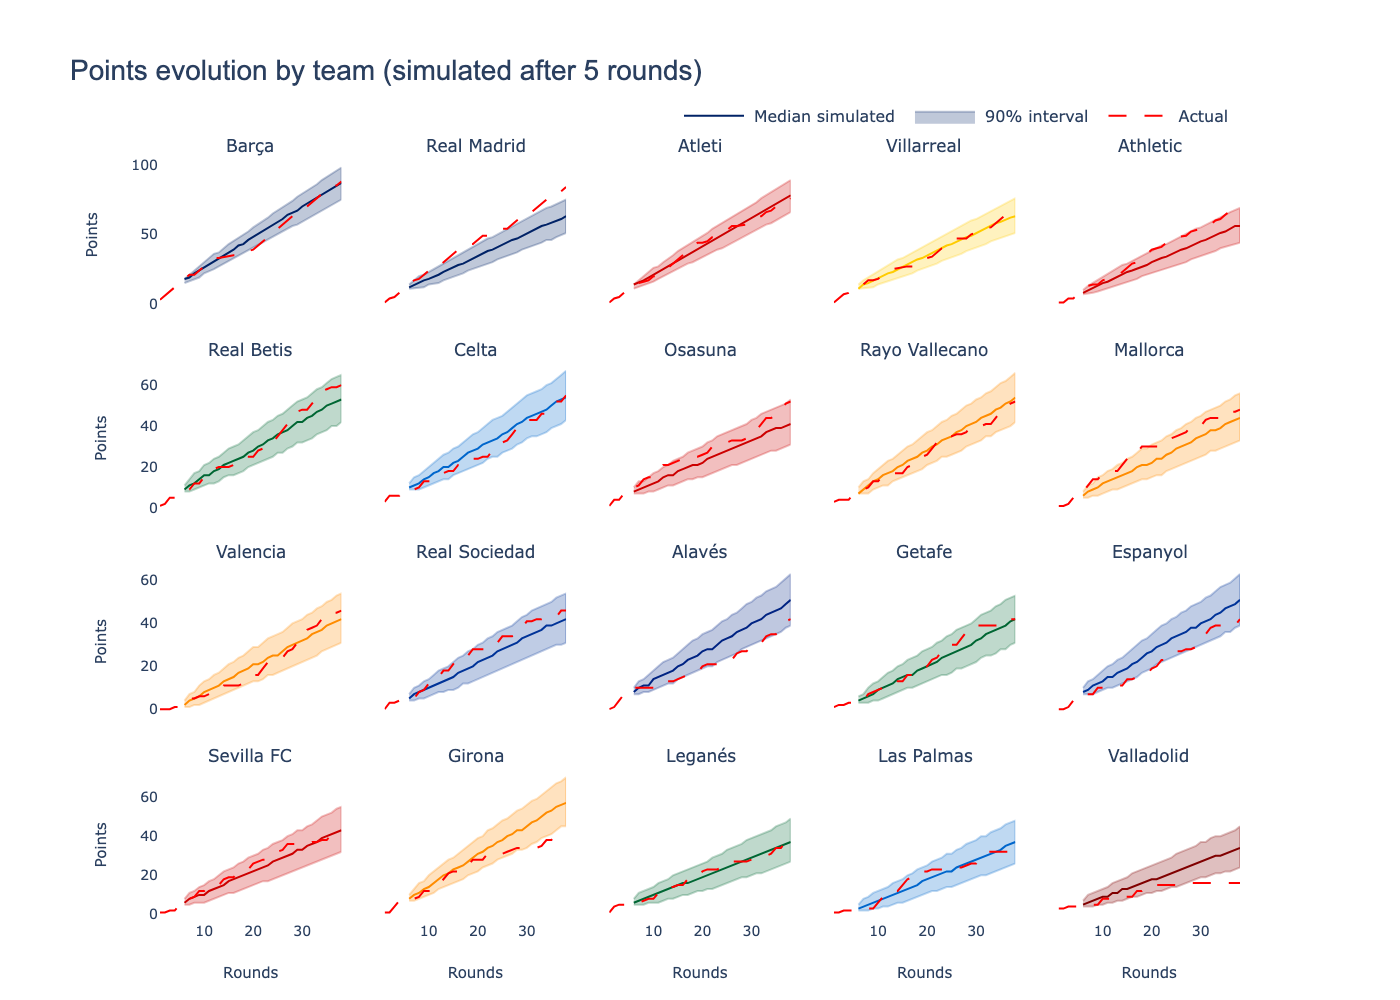 Points evolution by team (simulated after 5 rounds)
Median simulated 90% interval Actual
Barça Real Madrid Atleti Villarreal Athletic
100
50
0
Points
Real Betis Celta Osasuna Rayo Vallecano Mallorca
60
40
20
0
Points
Valencia Real Sociedad Alavés Getafe Espanyol
60
40
20
0
Points
Sevilla FC Girona Leganés Las Palmas Valladolid
60
40
20
0
Points
10 20 30 10 20 30 10 20 30 10 20 30 10 20 30
Rounds Rounds Rounds Rounds Rounds